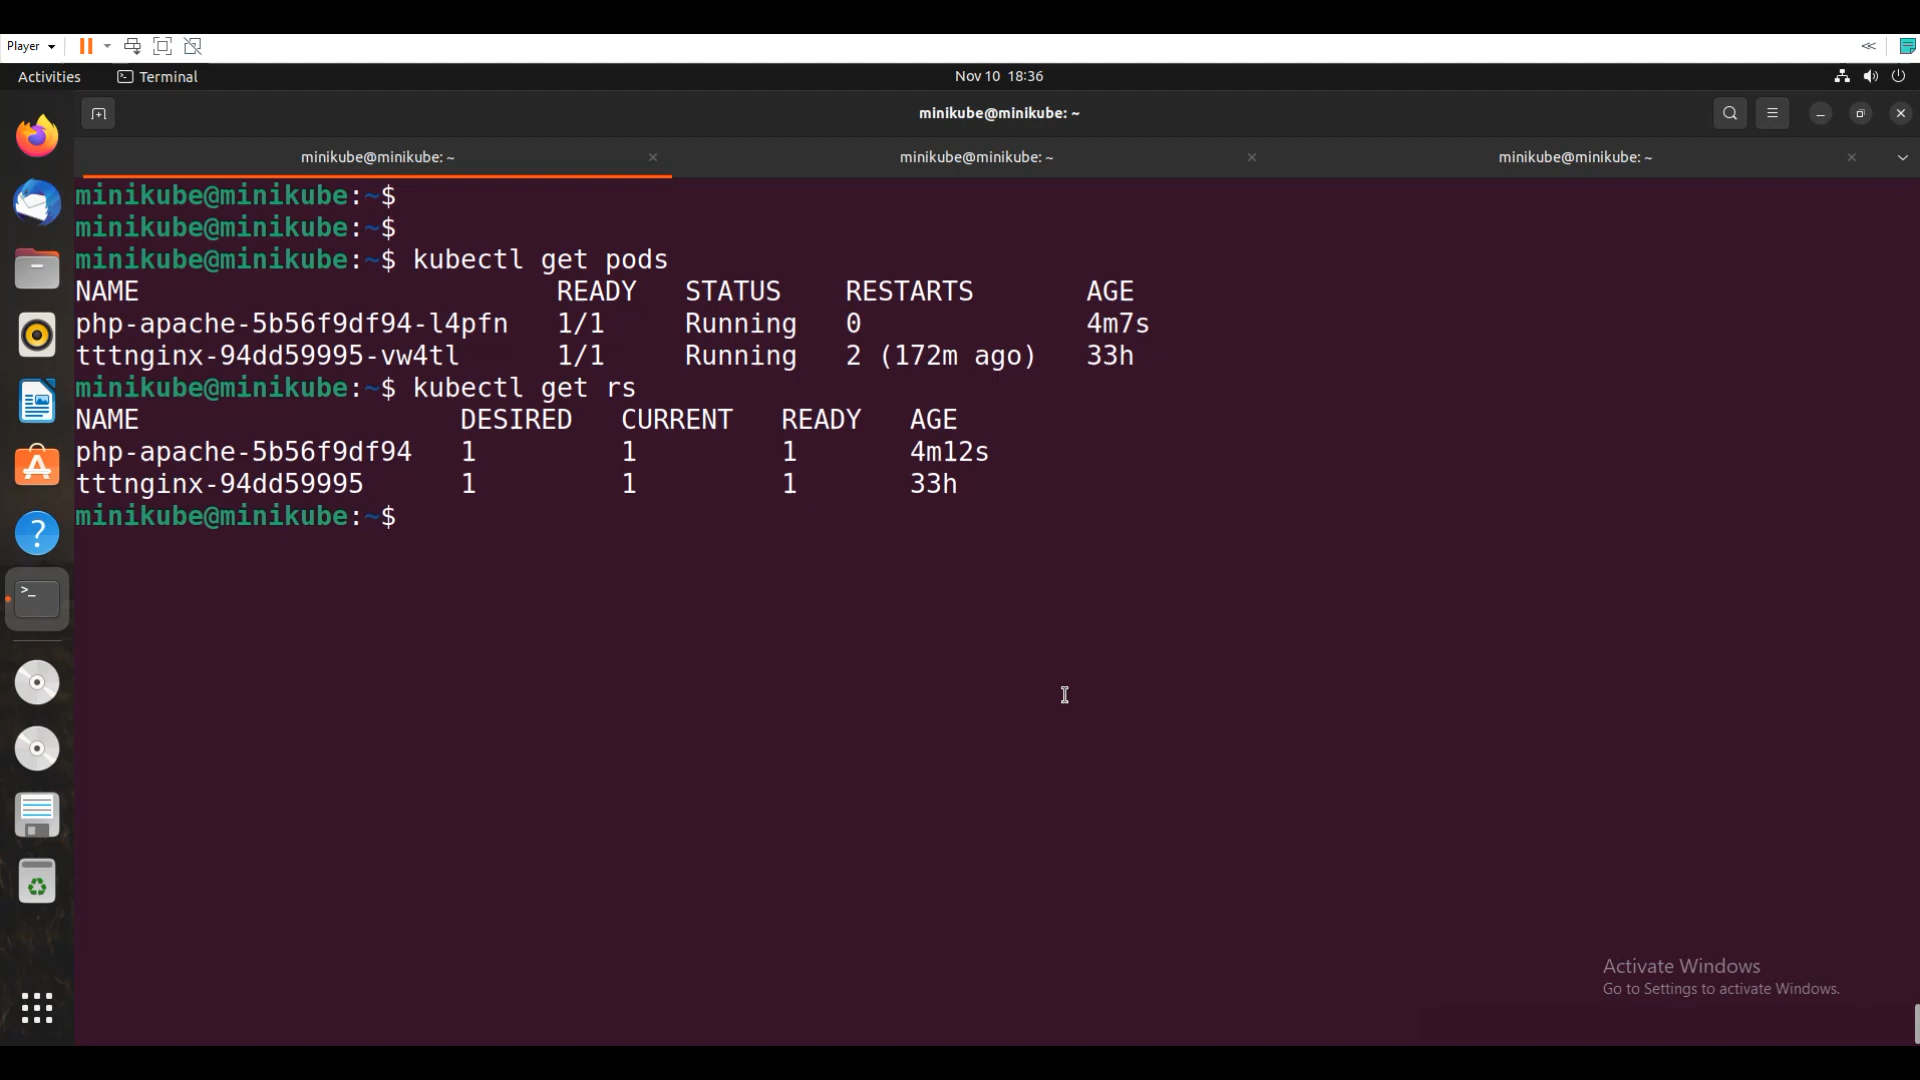 Player
Activities Terminal Nov 10 18:36
minikube@minikube: ~
minikube@minikube: ~ minikube@minikube: ~ minikube@minikube: ~
minikube@minikube:~$
minikube@minikube:~$
minikube@minikube:~$ kubectl get pods
NAME READY STATUS RESTARTS AGE
php-apache-5b56f9df94-l4pfn 1/1 Running 0 4m7s
tttnginx-94dd59995-vw4tl 1/1 Running 2 (172m ago) 33h
minikube@minikube:~$ kubectl get rs
NAME DESIRED CURRENT READY AGE
php-apache-5b56f9df94 1 1 1 4m12s
tttnginx-94dd59995 1 1 1 33h
minikube@minikube:~$
Activate Windows
Go to Settings to activate Windows.